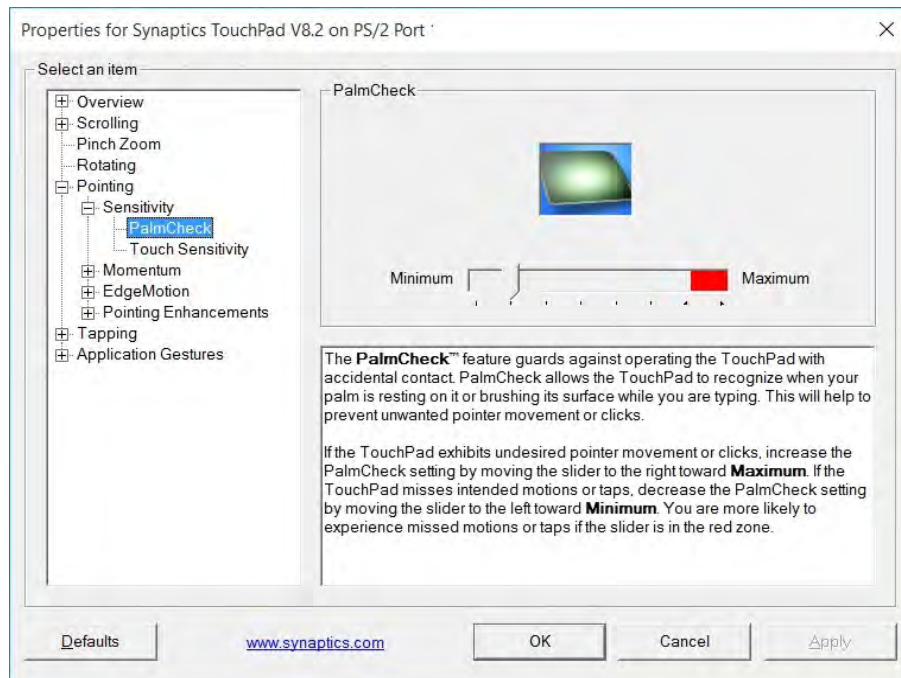 Properties for Synaptics TouchPad V8.2 on PS/2 Port
Select an item
Overview
Scrolling
Pinch Zoom
Rotating
Pointing
Sensitivity
PalmCheck
Touch Sensitivity
Momentum
EdgeMotion
Pointing Enhancements
Tapping
Application Gestures
PalmCheck
Minimum
Maximum
The PalmCheck™ feature guards against operating the TouchPad with
accidental contact. PalmCheck allows the TouchPad to recognize when your
palm is resting on it or brushing its surface while you are typing. This will help to
prevent unwanted pointer movement or clicks.
If the TouchPad exhibits undesired pointer movement or clicks, increase the
PalmCheck setting by moving the slider to the right toward Maximum. If the
TouchPad misses intended motions or taps, decrease the PalmCheck setting
by moving the slider to the left toward Minimum. You are more likely to
experience missed motions or taps if the slider is in the red zone.
Defaults
www.synaptics.com
OK
Cancel
Apply